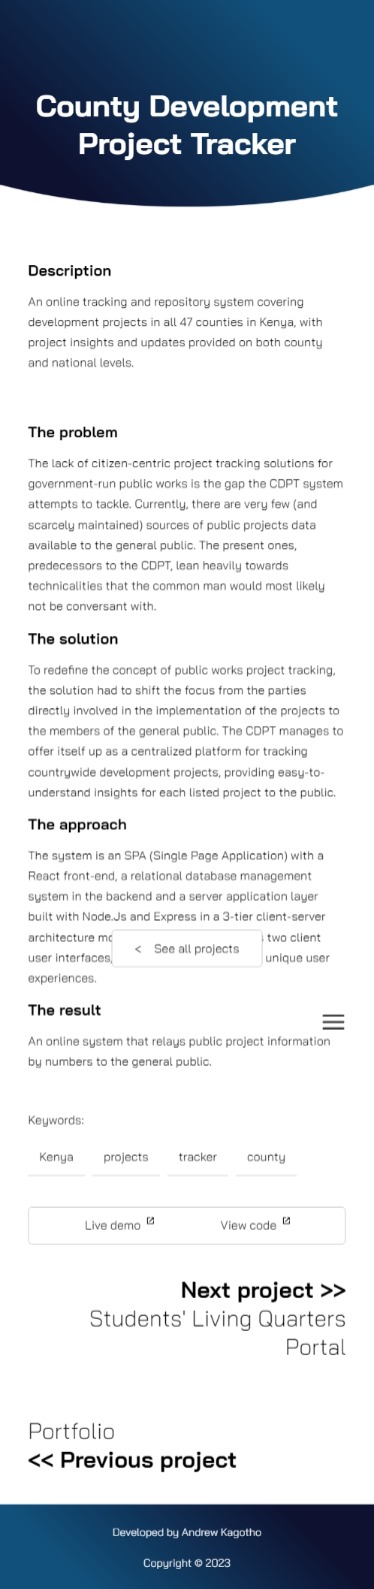 County Development
Project Tracker
Description
An online tracking and repository system covering
development projects in all 47 counties in Kenya, with
project insights and updates provided on both county
and national levels.
The problem
The lack of citizen-centric project tracking solutions for
government-run public works is the gap the CDPT system
attempts to tackle. Currently, there are very few (and
scarcely maintained) sources of public projects data
available to the general public. The present ones,
predecessors to the CDPT, lean heavily towards
technicalities that the common man would most likely
not be conversant with.
The solution
To redefine the concept of public works project tracking,
the solution had to shift the focus from the parties
directly involved in the implementation of the projects to
the members of the general public. The CDPT manages to
offer itself up as a centralized platform for tracking
countrywide development projects, providing easy-to-
understand insights for each listed project to the public.
The approach
The system is an SPA (Single Page Application) with a
React front-end, a relational database management
system in the backend and a server application layer
built with Node.Js and Express in a 3-tier client-server
architecture two client
< See all projects
user interfaces, unique user
experiences.
The result
An online system that relays public project information
by numbers to the general public.
Keywords:
Kenya projects tracker county
Live demo View code
Next project >>
Students' Living Quarters
Portal
Portfolio
<< Previous project
Developed by Andrew Kagotho
Copyright © 2023